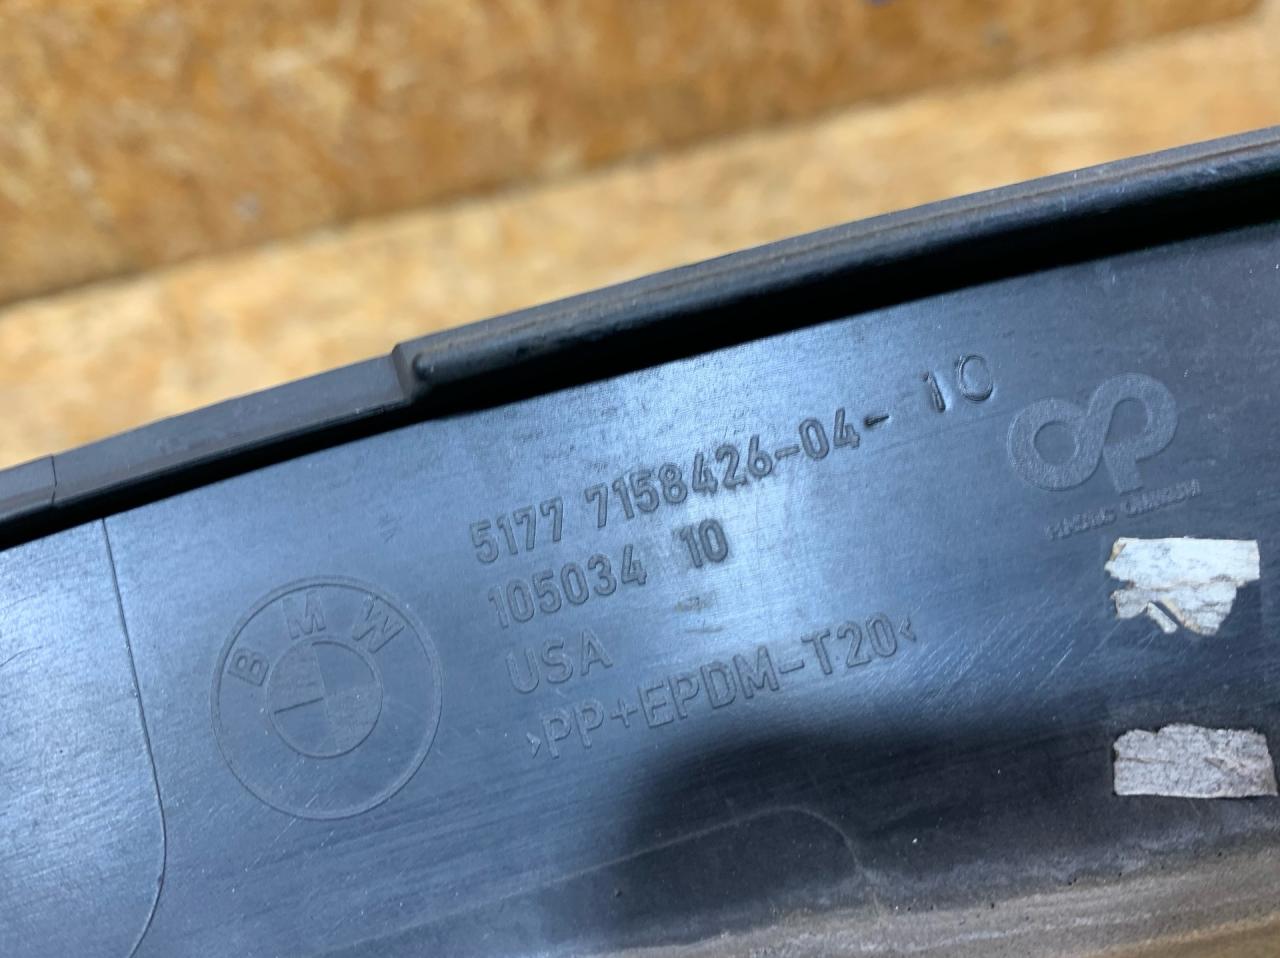 5177 7158426-04- 10
105034 10
USA
>PP+EPDM-T20<
BMW